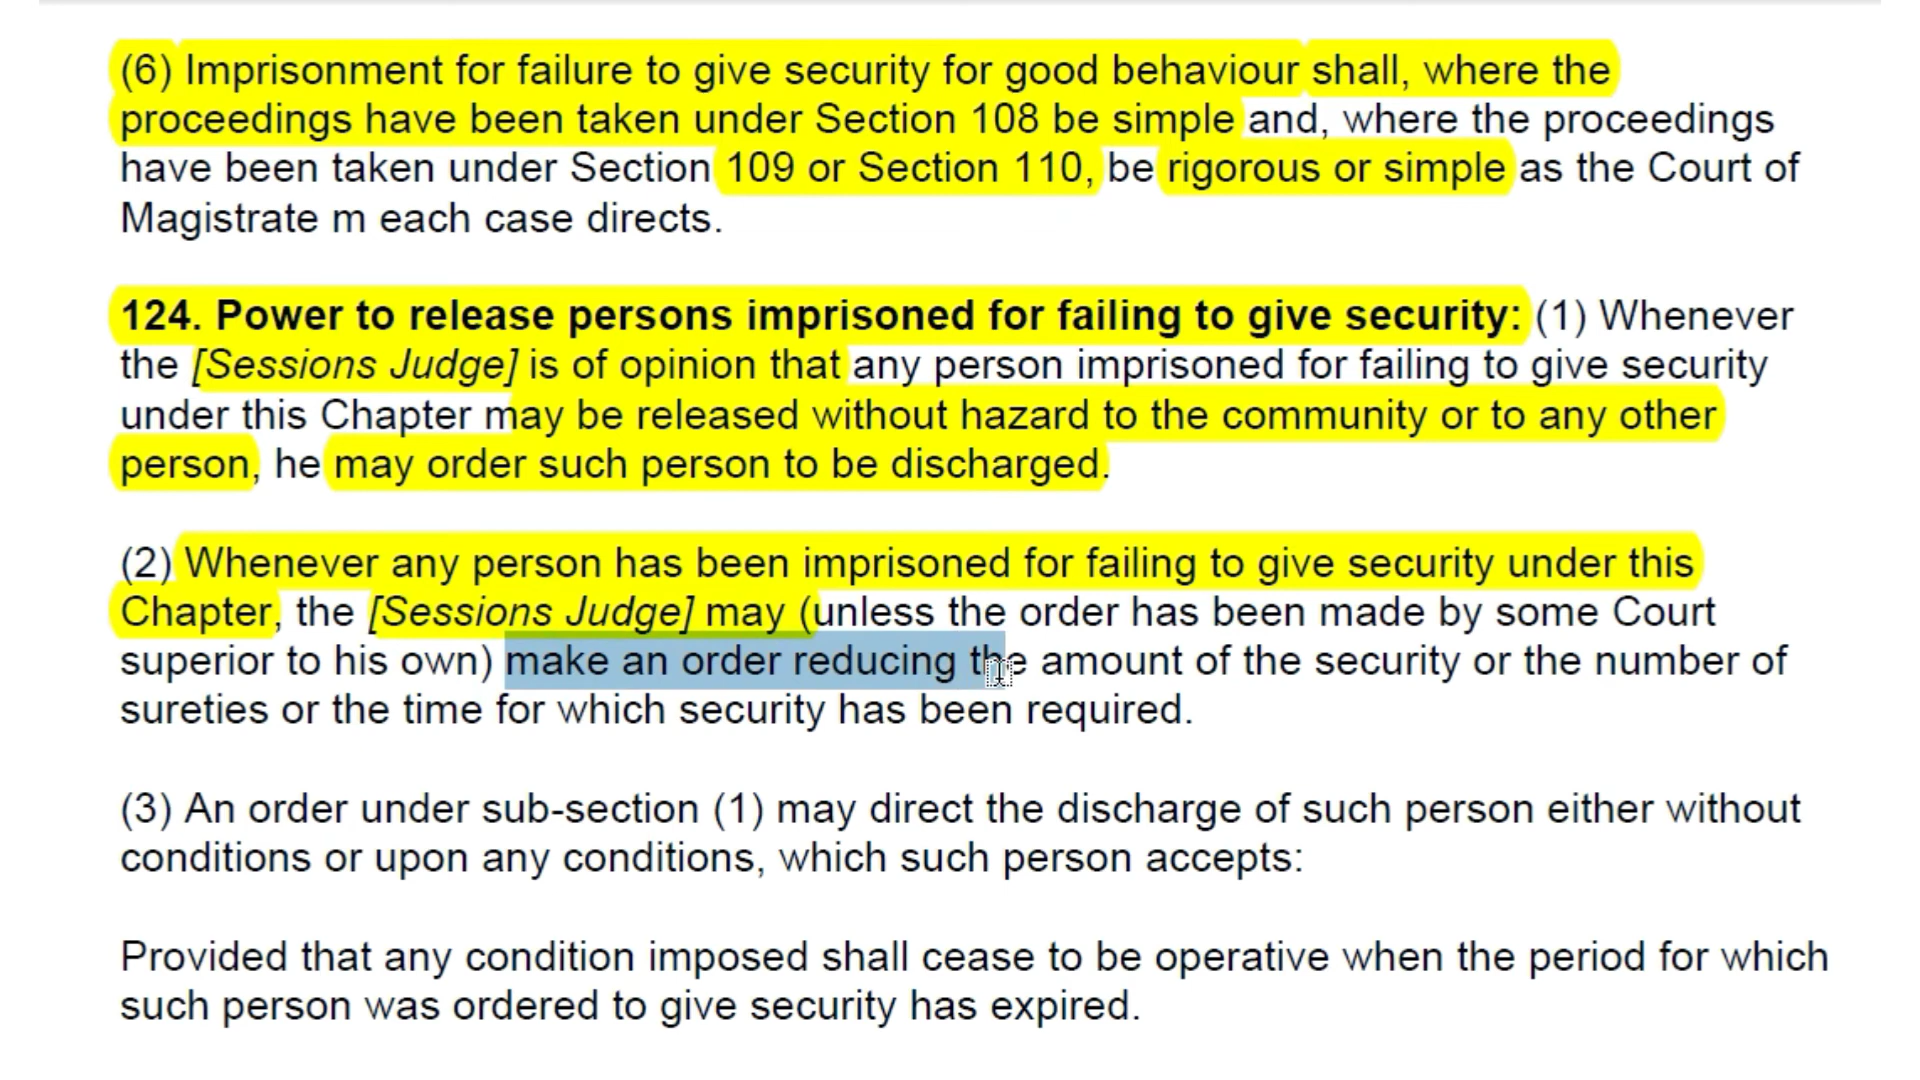 (6) Imprisonment for failure to give security for good behaviour shall, where the
proceedings have been taken under Section 108 be simple and, where the proceedings
have been taken under Section 109 or Section 110, be rigorous or simple as the Court of
Magistrate m each case directs.
124. Power to release persons imprisoned for failing to give security: (1) Whenever
the [Sessions Judge] is of opinion that any person imprisoned for failing to give security
under this Chapter may be released without hazard to the community or to any other
person, he may order such person to be discharged.
(2) Whenever any person has been imprisoned for failing to give security under this
Chapter, the [Sessions Judge] may (unless the order has been made by some Court
superior to his own) make an order reducing the amount of the security or the number of
sureties or the time for which security has been required.
(3) An order under sub-section (1) may direct the discharge of such person either without
conditions or upon any conditions, which such person accepts:
Provided that any condition imposed shall cease to be operative when the period for which
such person was ordered to give security has expired.